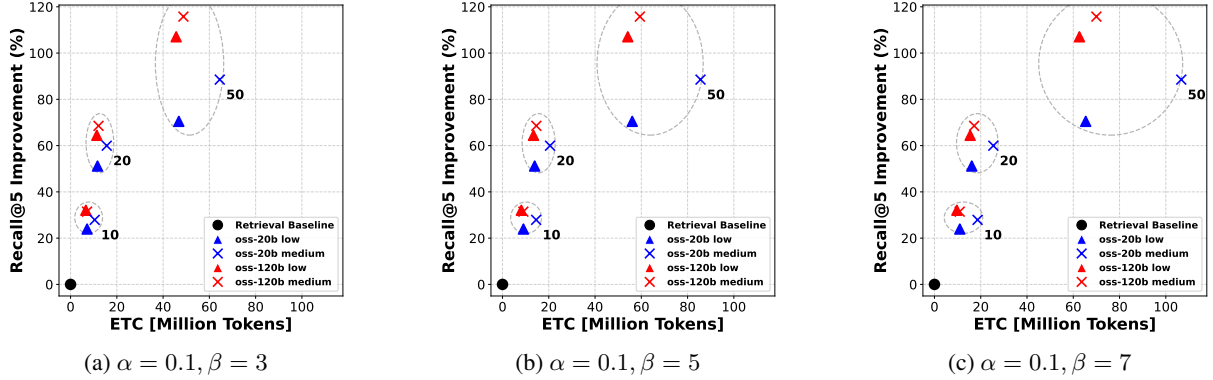 120
100
80
60
40
20
0
Recall@5 Improvement (%)
50
20
10
Retrieval Baseline
oss-20b low
oss-20b medium
oss-120b low
oss-120b medium
0 20 40 60 80 100
ETC [Million Tokens]
(a) α = 0.1, β = 3
120
100
80
60
40
20
0
Recall@5 Improvement (%)
50
20
10
Retrieval Baseline
oss-20b low
oss-20b medium
oss-120b low
oss-120b medium
0 20 40 60 80 100
ETC [Million Tokens]
(b) α = 0.1, β = 5
120
100
80
60
40
20
0
Recall@5 Improvement (%)
50
20
10
Retrieval Baseline
oss-20b low
oss-20b medium
oss-120b low
oss-120b medium
0 20 40 60 80 100
ETC [Million Tokens]
(c) α = 0.1, β = 7